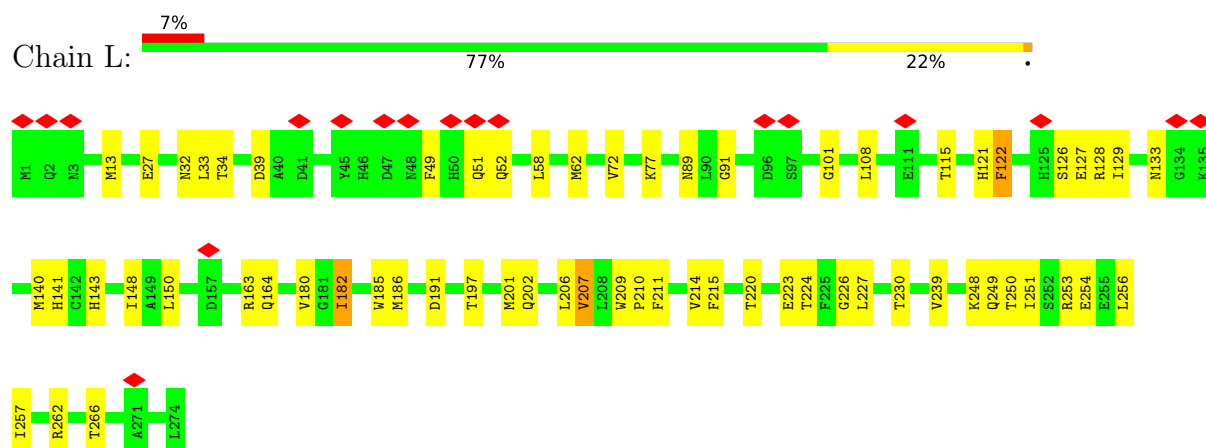 7%
Chain L:
77% 22% •
M1 Q2 N3 M13 E27 N32 L33 T34 D39 A40 D41 Y45 H46 D47 N48 F49 H50 Q51 Q52 L58 M62 V72 K77 N89 L90 G91 D96 S97 G101 L108 E111 T115 H121 F122 H125 S126 E127 R128 I129 N133 G134 K135
M140 H141 C142 H143 I148 A149 L150 D157 R163 Q164 V180 G181 I182 W185 M186 D191 T197 M201 Q202 L206 V207 L208 W209 P210 F211 V214 F215 T220 E223 T224 F225 G226 L227 T230 V239 K248 Q249 T250 I251 S252 R253 E254 E255 L256
I257 R262 T266 A271 L274